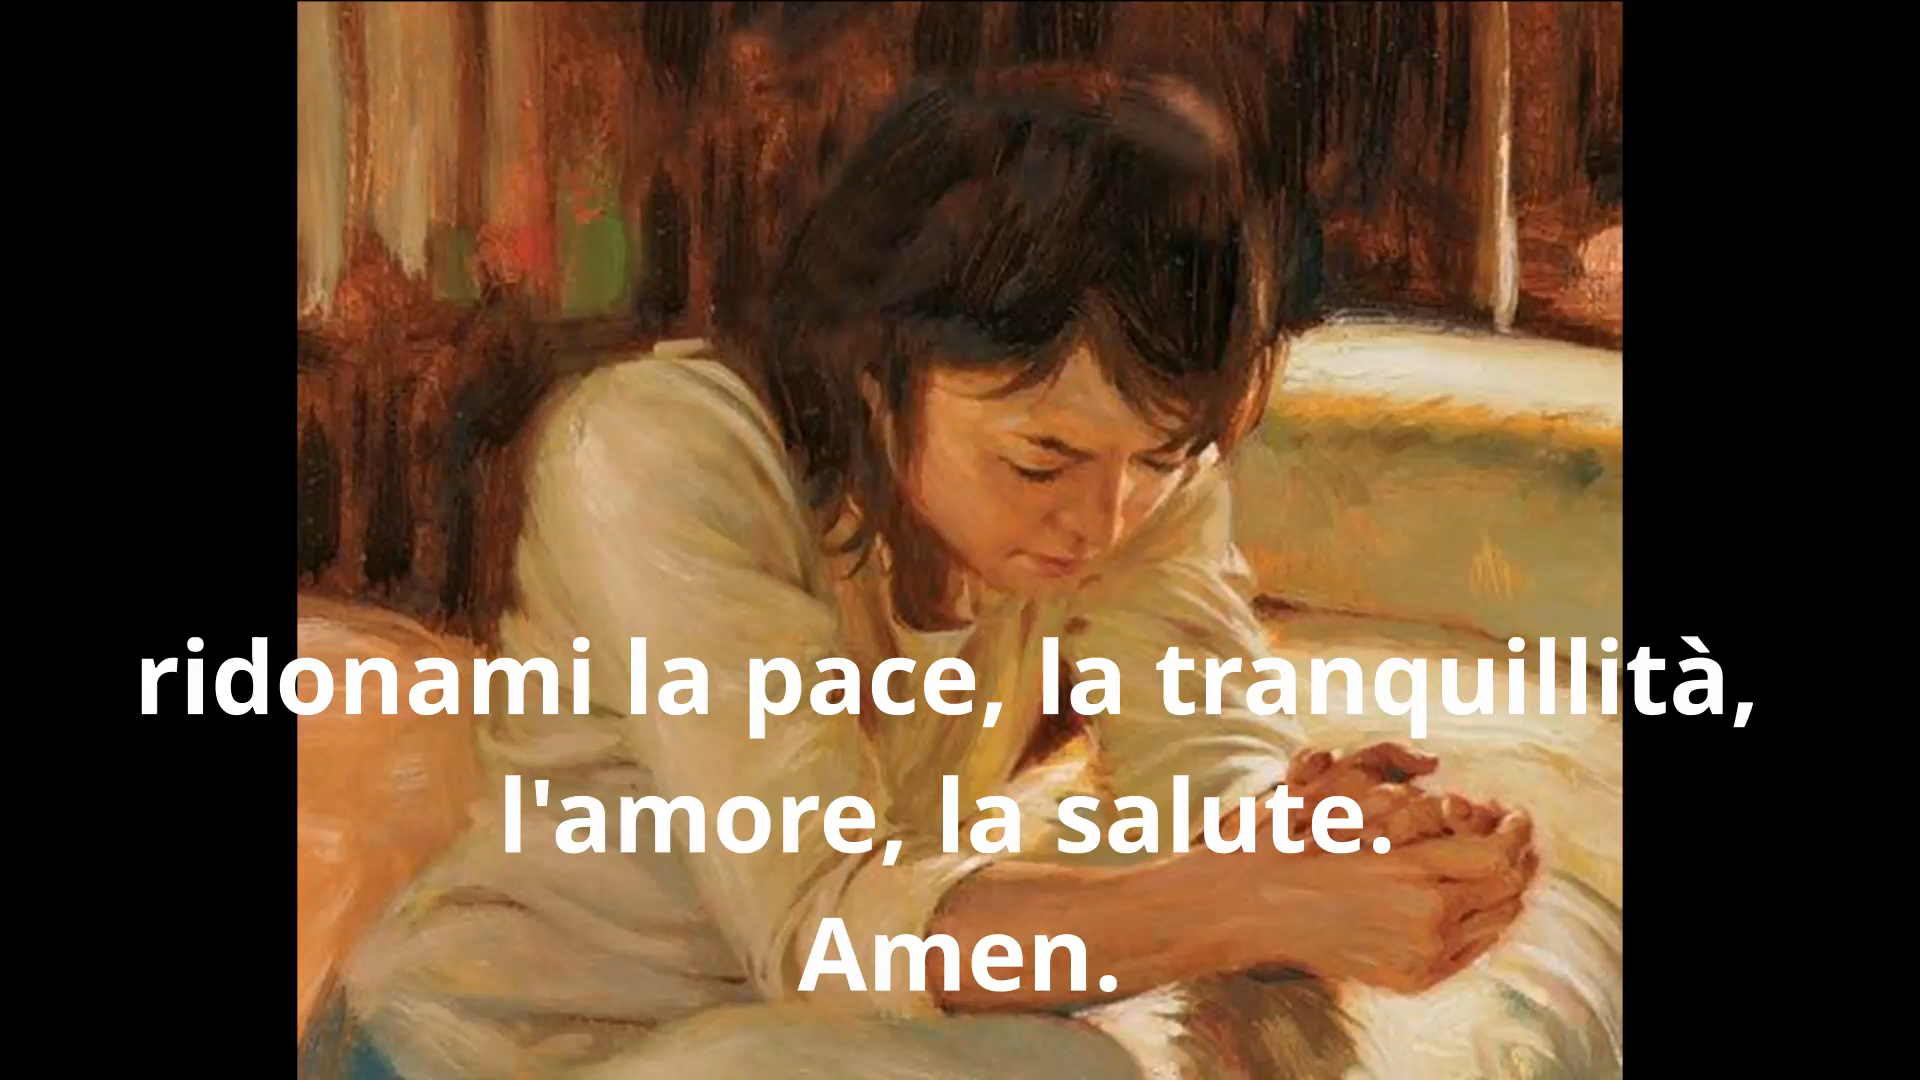 ridonami la pace, la tranquillità,
l'amore, la salute.
Amen.